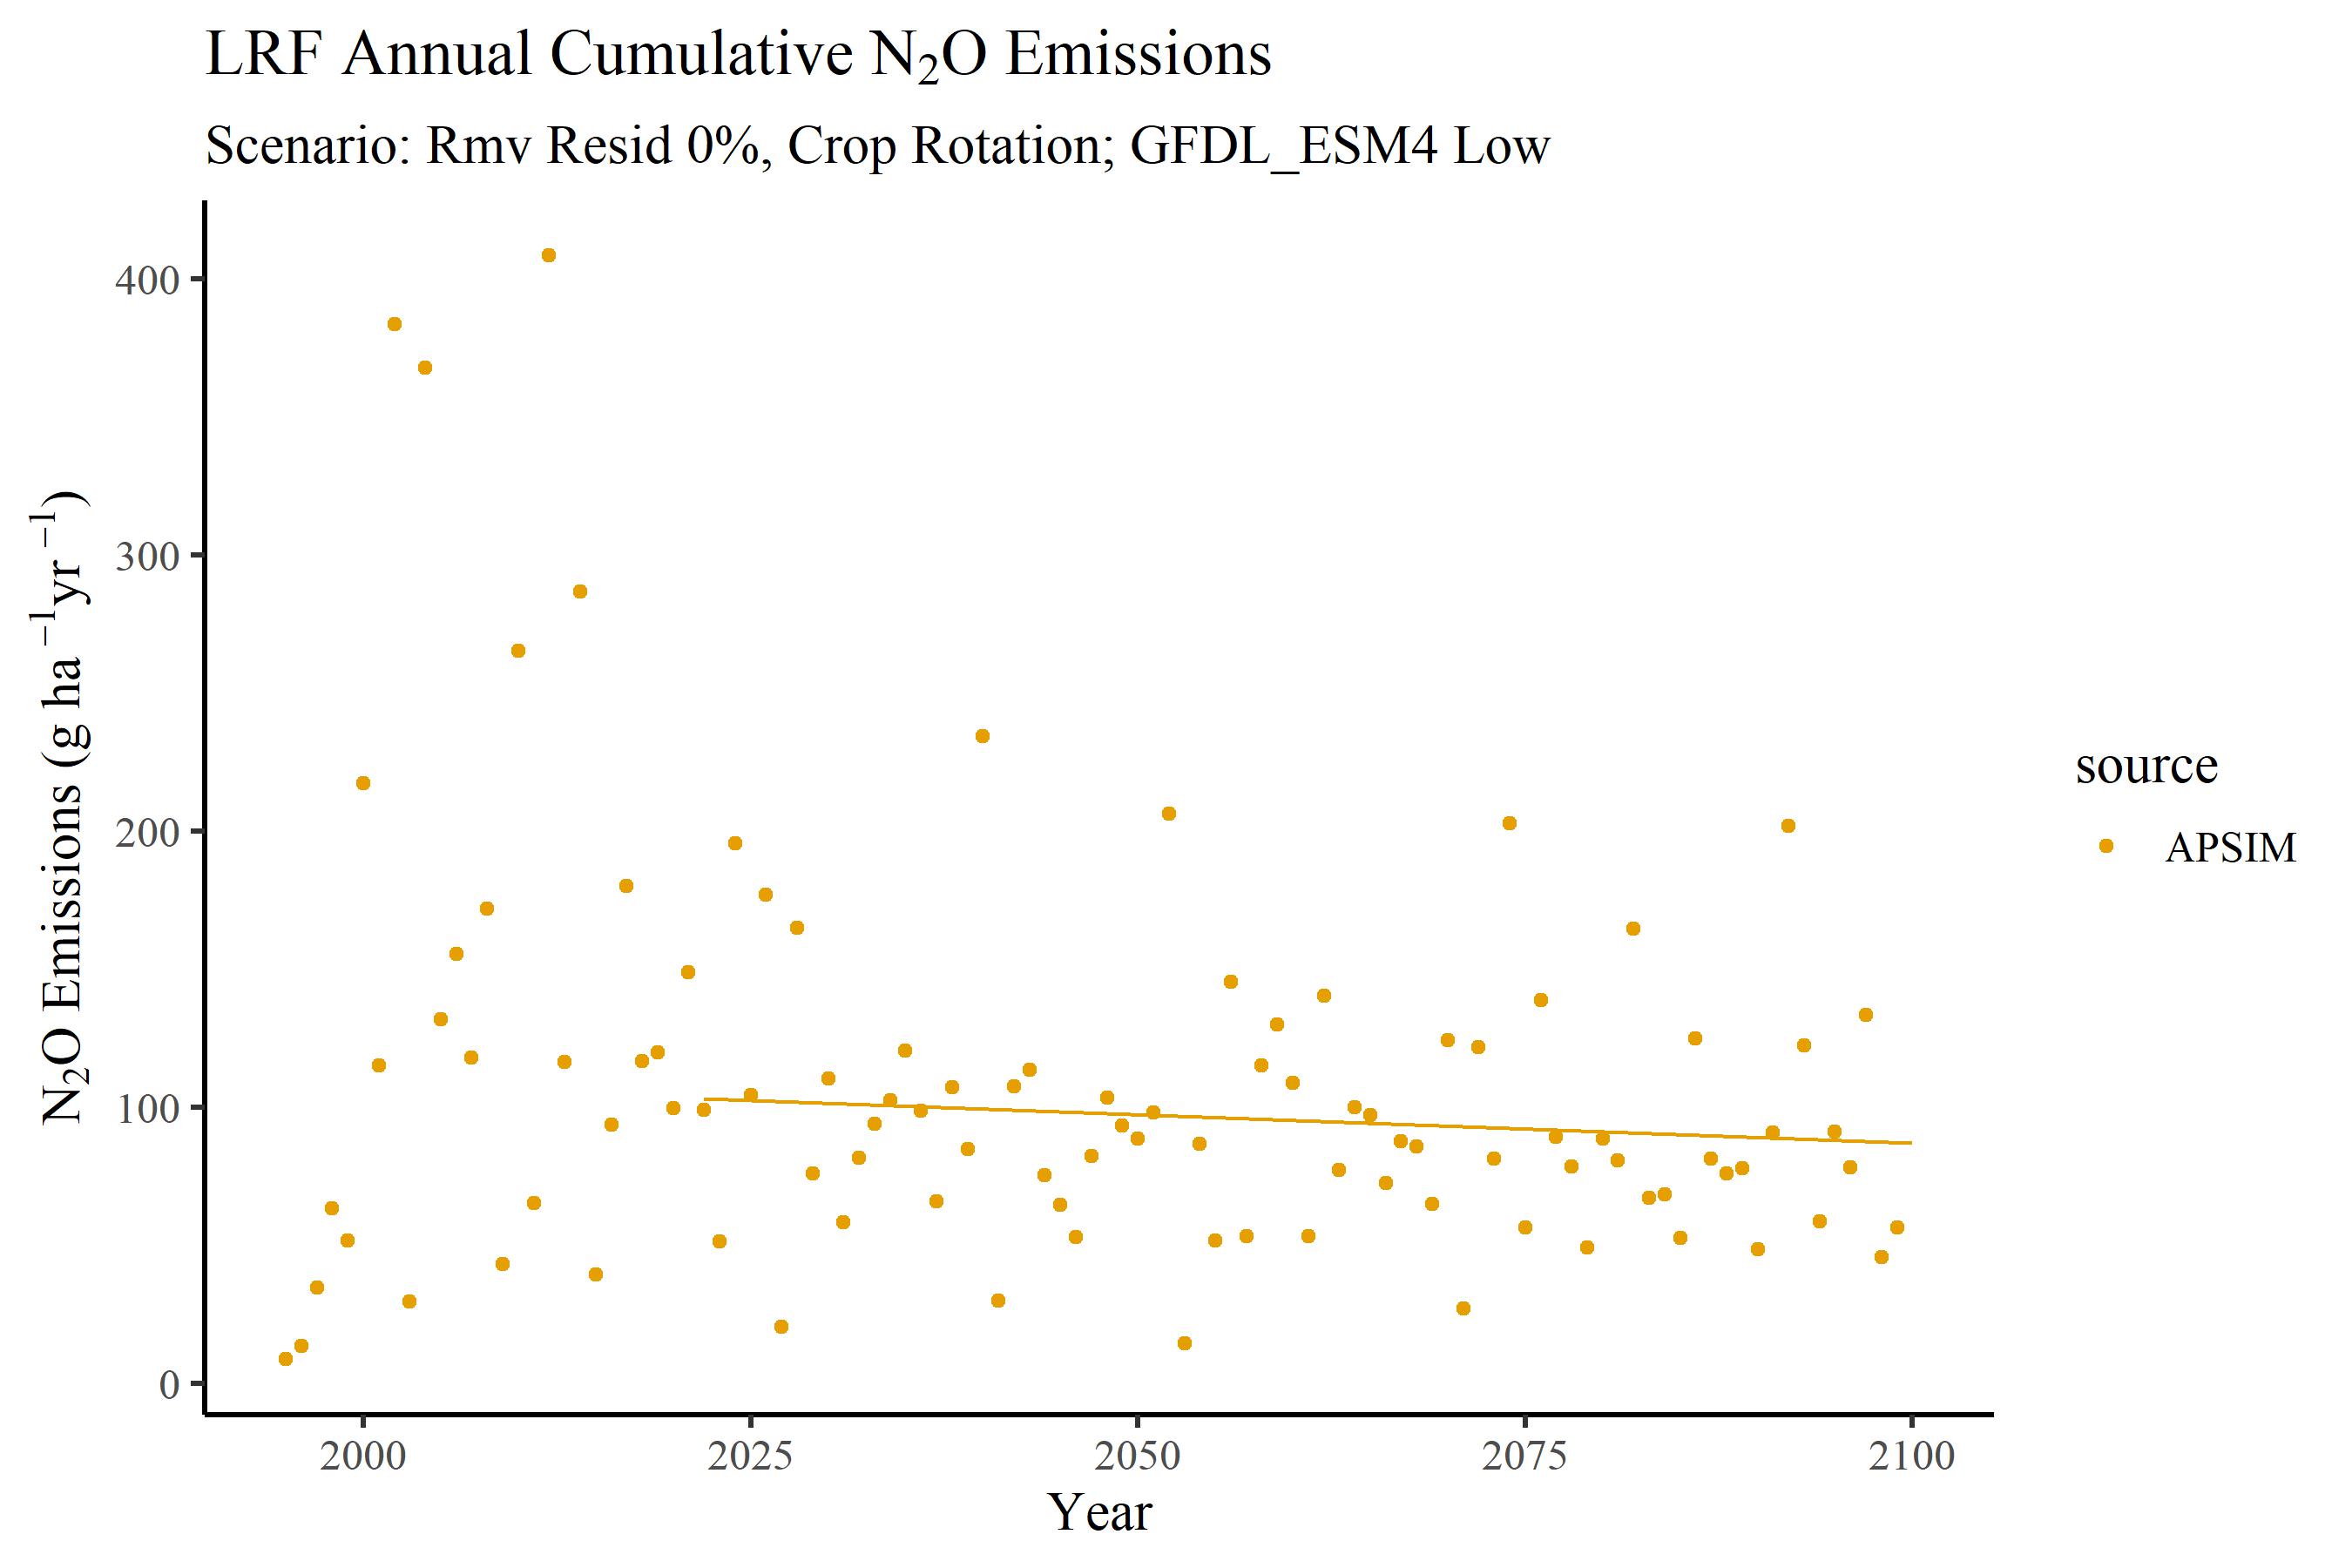 LRF Annual Cumulative N₂O Emissions
Scenario: Rmv Resid 0%, Crop Rotation; GFDL_ESM4 Low
N₂O Emissions (g ha⁻¹yr⁻¹)
400
300
200
100
0
2000 2025 2050 2075 2100
Year
source
APSIM